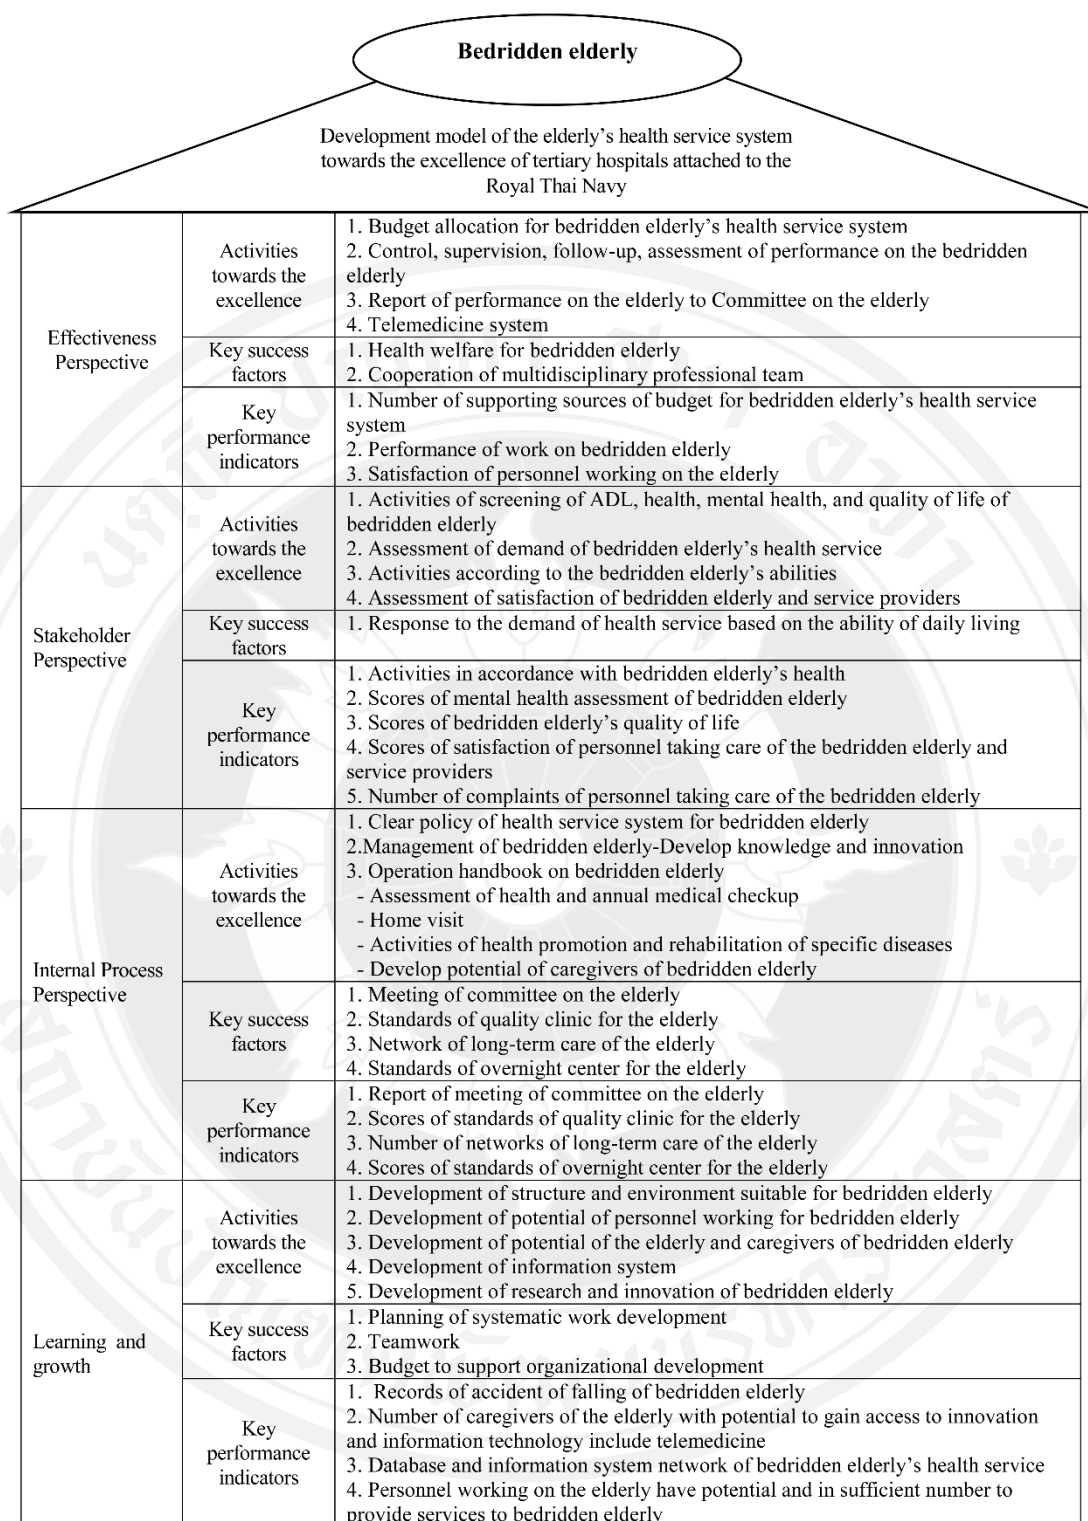 Bedridden elderly
Development model of the elderly's health service system
towards the excellence of tertiary hospitals attached to the
Royal Thai Navy
Effectiveness
Perspective
Activities
towards the
excellence
1. Budget allocation for bedridden elderly's health service system
2. Control, supervision, follow-up, assessment of performance on the bedridden
elderly
3. Report of performance on the elderly to Committee on the elderly
4. Telemedicine system
Key success
factors
1. Health welfare for bedridden elderly
2. Cooperation of multidisciplinary professional team
Key
performance
indicators
1. Number of supporting sources of budget for bedridden elderly's health service
system
2. Performance of work on bedridden elderly
3. Satisfaction of personnel working on the elderly
Stakeholder
Perspective
Activities
towards the
excellence
1. Activities of screening of ADL, health, mental health, and quality of life of
bedridden elderly
2. Assessment of demand of bedridden elderly's health service
3. Activities according to the bedridden elderly's abilities
4. Assessment of satisfaction of bedridden elderly and service providers
Key success
factors
1. Response to the demand of health service based on the ability of daily living
Key
performance
indicators
1. Activities in accordance with bedridden elderly's health
2. Scores of mental health assessment of bedridden elderly
3. Scores of bedridden elderly's quality of life
4. Scores of satisfaction of personnel taking care of the bedridden elderly and
service providers
5. Number of complaints of personnel taking care of the bedridden elderly
Internal Process
Perspective
Activities
towards the
excellence
1. Clear policy of health service system for bedridden elderly
2.Management of bedridden elderly-Develop knowledge and innovation
3. Operation handbook on bedridden elderly
- Assessment of health and annual medical checkup
- Home visit
- Activities of health promotion and rehabilitation of specific diseases
- Develop potential of caregivers of bedridden elderly
Key success
factors
1. Meeting of committee on the elderly
2. Standards of quality clinic for the elderly
3. Network of long-term care of the elderly
4. Standards of overnight center for the elderly
Key
performance
indicators
1. Report of meeting of committee on the elderly
2. Scores of standards of quality clinic for the elderly
3. Number of networks of long-term care of the elderly
4. Scores of standards of overnight center for the elderly
Learning and
growth
Activities
towards the
excellence
1. Development of structure and environment suitable for bedridden elderly
2. Development of potential of personnel working for bedridden elderly
3. Development of potential of the elderly and caregivers of bedridden elderly
4. Development of information system
5. Development of research and innovation of bedridden elderly
Key success
factors
1. Planning of systematic work development
2. Teamwork
3. Budget to support organizational development
Key
performance
indicators
1. Records of accident of falling of bedridden elderly
2. Number of caregivers of the elderly with potential to gain access to innovation
and information technology include telemedicine
3. Database and information system network of bedridden elderly's health service
4. Personnel working on the elderly have potential and in sufficient number to
provide services to bedridden elderly